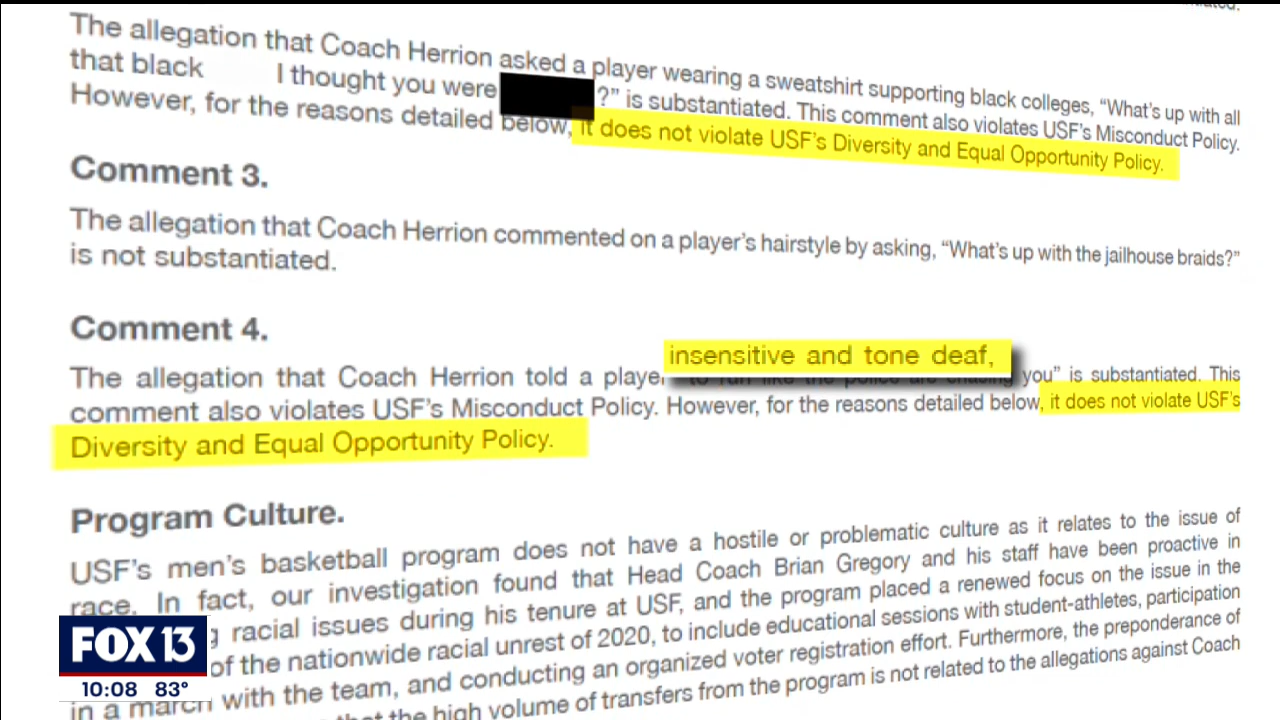 The allegation that Coach Herrion asked a player wearing a sweatshirt supporting black colleges, “What’s up with all
that black I thought you were ?” is substantiated. This comment also violates USF’s Misconduct Policy.
However, for the reasons detailed below, it does not violate USF’s Diversity and Equal Opportunity Policy.
Comment 3.
The allegation that Coach Herrion commented on a player’s hairstyle by asking, “What’s up with the jailhouse braids?”
is not substantiated.
Comment 4.
insensitive and tone deaf,
The allegation that Coach Herrion told a player “to run like the police are chasing you” is substantiated. This
comment also violates USF’s Misconduct Policy. However, for the reasons detailed below, it does not violate USF’s
Diversity and Equal Opportunity Policy.
Program Culture.
USF’s men’s basketball program does not have a hostile or problematic culture as it relates to the issue of
race. In fact, our investigation found that Head Coach Brian Gregory and his staff have been proactive in
racial issues during his tenure at USF, and the program placed a renewed focus on the issue in the
of the nationwide racial unrest of 2020, to include educational sessions with student-athletes, participation
in a march with the team, and conducting an organized voter registration effort. Furthermore, the preponderance of
that the high volume of transfers from the program is not related to the allegations against Coach
FOX 13
10:08 83°